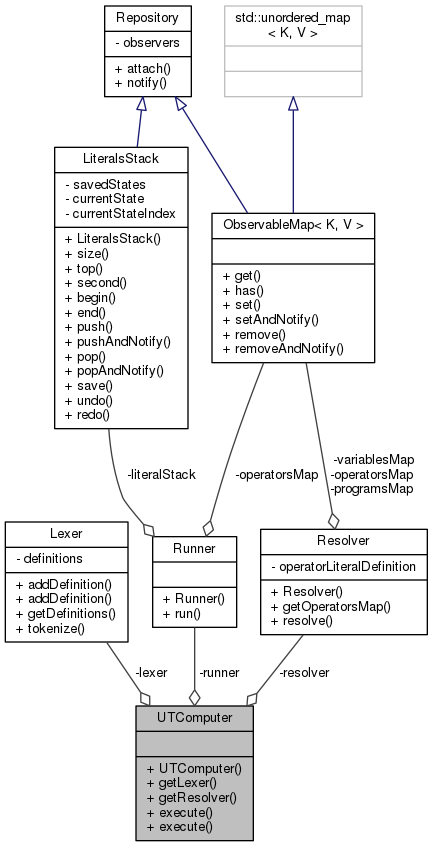 Repository
- observers
+ attach()
+ notify()
std::unordered_map
< K, V >
LiteralsStack
- savedStates
- currentState
- currentStateIndex
+ LiteralsStack()
+ size()
+ top()
+ second()
+ begin()
+ end()
+ push()
+ pushAndNotify()
+ pop()
+ popAndNotify()
+ save()
+ undo()
+ redo()
ObservableMap< K, V >
+ get()
+ has()
+ set()
+ setAndNotify()
+ remove()
+ removeAndNotify()
-literalStack
-operatorsMap
-variablesMap
-operatorsMap
-programsMap
Lexer
- definitions
+ addDefinition()
+ addDefinition()
+ getDefinitions()
+ tokenize()
Runner
+ Runner()
+ run()
Resolver
- operatorLiteralDefinition
+ Resolver()
+ getOperatorsMap()
+ resolve()
-lexer
-runner
-resolver
UTComputer
+ UTComputer()
+ getLexer()
+ getResolver()
+ execute()
+ execute()